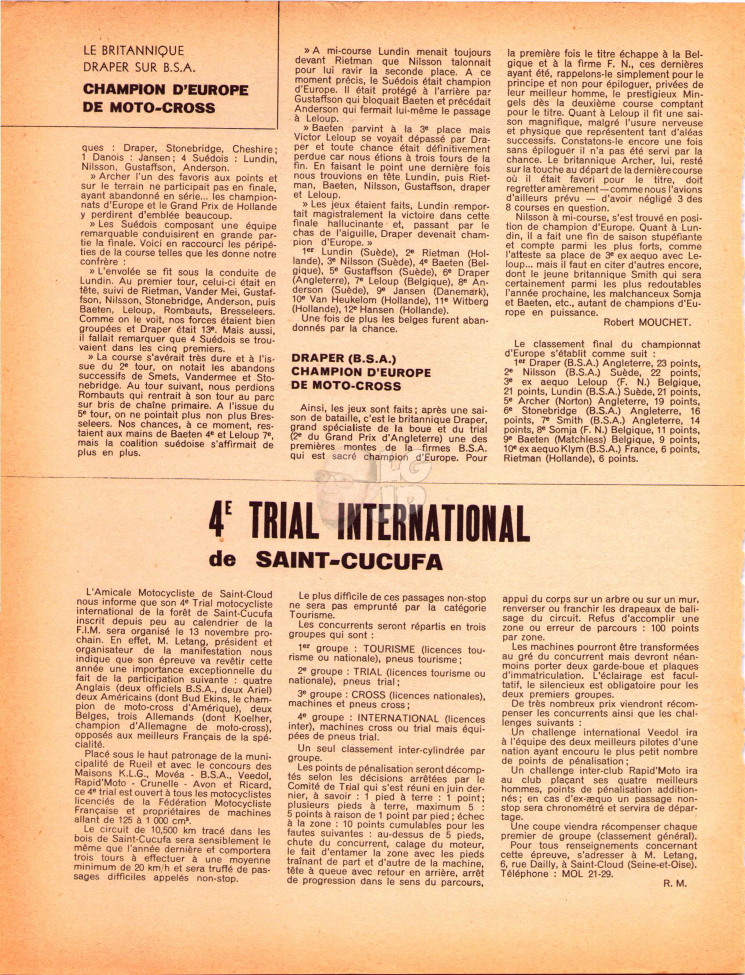 LE BRITANNIQUE
DRAPER SUR B.S.A.
CHAMPION D'EUROPE
DE MOTO-CROSS
ques : Draper, Stonebridge, Cheshire;
1 Danois : Jansen; 4 Suédois : Lundin,
Nilsson, Gustaffson, Anderson.
» Archer l'un des favoris aux points et
sur le terrain ne participait pas en finale,
ayant abandonné en série... les champion-
nats d'Europe et le Grand Prix de Hollande
y perdirent d'emblée beaucoup.
» Les Suédois composant une équipe
remarquable conduisirent en grande par-
tie la finale. Voici en raccourci les péripé-
ties de la course telles que les donne notre
confrère :
» L'envolée se fit sous la conduite de
Lundin. Au premier tour, celui-ci était en
tête, suivi de Rietman, Vander Mei, Gustaf-
fson, Nilsson, Stonebridge, Anderson, puis
Baeten, Leloup, Rombauts, Bresseleers.
Comme on le voit, nos forces étaient bien
groupées et Draper était 13e. Mais aussi,
il fallait remarquer que 4 Suédois se trou-
vaient dans les cinq premiers.
» La course s'avérait très dure et à l'is-
sue du 2e tour, on notait les abandons
successifs de Smets, Vandermee et Sto-
nebridge. Au tour suivant, nous perdions
Rombauts qui rentrait à son tour au parc
sur bris de chaîne primaire. A l'issue du
5e tour, on ne pointait plus non plus Bres-
seleers. Nos chances, à ce moment, res-
taient aux mains de Baeten 4e et Leloup 7e,
mais la coalition suédoise s'affirmait de
plus en plus.
» A mi-course Lundin menait toujours
devant Rietman que Nilsson talonnait
pour lui ravir la seconde place. A ce
moment précis, le Suédois était champion
d'Europe. Il était protégé à l'arrière par
Gustaffson qui bloquait Baeten et précédait
Anderson qui fermait lui-même le passage
à Leloup.
» Baeten parvint à la 3e place mais
Victor Leloup se voyait dépassé par Dra-
per et toute chance était définitivement
perdue car nous étions à trois tours de la
fin. En faisant le point une dernière fois
nous trouvions en tête Lundin, puis Riet-
man, Baeten, Nilsson, Gustaffson, draper
et Leloup.
» Les jeux étaient faits, Lundin rempor-
tait magistralement la victoire dans cette
finale hallucinante et, passant par le
chas de l'aiguille, Draper devenait cham-
pion d'Europe. »
1er Lundin (Suède), 2e Rietman (Hol-
lande), 3e Nilsson (Suède), 4e Baeten (Bel-
gique), 5e Gustaffson (Suède), 6e Draper
(Angleterre), 7e Leloup (Belgique), 8e An-
derson (Suède), 9e Jansen (Danemark),
10e Van Heukelom (Hollande), 11e Witberg
(Hollande), 12e Hansen (Hollande).
Une fois de plus les belges furent aban-
donnés par la chance.
DRAPER (B.S.A.)
CHAMPION D'EUROPE
DE MOTO-CROSS
Ainsi, les jeux sont faits; après une sai-
son de bataille, c'est le britannique Draper,
grand spécialiste de la boue et du trial
(2e du Grand Prix d'Angleterre) une des
premières montes de la firmes B.S.A.
qui est sacré champion d'Europe. Pour
la première fois le titre échappe à la Bel-
gique et à la firme F. N., ces dernières
ayant été, rappelons-le simplement pour le
principe et non pour épiloguer, privées de
leur meilleur homme, le prestigieux Min-
gels dès la deuxième course comptant
pour le titre. Quant à Leloup il fit une sai-
son magnifique, malgré l'usure nerveuse
et physique que représentent tant d'aléas
successifs. Constatons-le encore une fois
sans épiloguer il n'a pas été servi par la
chance. Le britannique Archer, lui, resté
sur la touche au départ de la dernière course
où il était favori pour le titre, doit
regretter amèrement — comme nous l'avions
d'ailleurs prévu — d'avoir négligé 3 des
8 courses en question.
Nilsson à mi-course, s'est trouvé en posi-
tion de champion d'Europe. Quant à Lun-
din, il a fait une fin de saison stupéfiante
et compte parmi les plus forts, comme
l'atteste sa place de 3e ex aequo avec Le-
loup... mais il faut en citer d'autres encore,
dont le jeune britannique Smith qui sera
certainement parmi les plus redoutables
l'année prochaine, les malchanceux Somja
et Baeten, etc., autant de champions d'Eu-
rope en puissance.
Robert MOUCHET.
Le classement final du championnat
d'Europe s'établit comme suit :
1er Draper (B.S.A.) Angleterre, 23 points,
2e Nilsson (B.S.A.) Suède, 22 points,
3e ex aequo Leloup (F. N.) Belgique,
21 points, Lundin (B.S.A.) Suède, 21 points,
5e Archer (Norton) Angleterre, 19 points,
6e Stonebridge (B.S.A.) Angleterre, 16
points, 7e Smith (B.S.A.) Angleterre, 14
points, 8e Somja (F. N.) Belgique, 11 points,
9e Baeten (Matchless) Belgique, 9 points,
10e ex aequo Klym (B.S.A.) France, 6 points,
Rietman (Hollande), 6 points.
4E TRIAL INTERNATIONAL
de SAINT-CUCUFA
L'Amicale Motocycliste de Saint-Cloud
nous informe que son 4e Trial motocycliste
international de la forêt de Saint-Cucufa
inscrit depuis peu au calendrier de la
F.I.M. sera organisé le 13 novembre pro-
chain. En effet, M. Letang, président et
organisateur de la manifestation nous
indique que son épreuve va revêtir cette
année une importance exceptionnelle du
fait de la participation suivante : quatre
Anglais (deux officiels B.S.A., deux Ariel)
deux Américains (dont Bud Ekins, le cham-
pion de moto-cross d'Amérique), deux
Belges, trois Allemands (dont Koelher,
champion d'Allemagne de moto-cross),
opposés aux meilleurs Français de la spé-
cialité.
Placé sous le haut patronage de la muni-
cipalité de Rueil et avec le concours des
Maisons K.L.G., Movéa - B.S.A., Veedol,
Rapid'Moto - Crunelle - Avon et Ricard,
ce 4e trial est ouvert à tous les motocyclistes
licenciés de la Fédération Motocycliste
Française et propriétaires de machines
allant de 125 à 1 000 cm³.
Le circuit de 10,500 km tracé dans les
bois de Saint-Cucufa sera sensiblement le
même que l'année dernière et comportera
trois tours à effectuer à une moyenne
minimum de 20 km/h et sera truffé de pas-
sages difficiles appelés non-stop.
Le plus difficile de ces passages non-stop
ne sera pas emprunté par la catégorie
Tourisme.
Les concurrents seront répartis en trois
groupes qui sont :
1er groupe : TOURISME (licences tou-
risme ou nationale), pneus tourisme;
2e groupe : TRIAL (licences tourisme ou
nationale), pneus trial;
3e groupe : CROSS (licences nationales),
machines et pneus cross;
4e groupe : INTERNATIONAL (licences
inter), machines cross ou trial mais équi-
pées de pneus trial.
Un seul classement inter-cylindrée par
groupe.
Les points de pénalisation seront décomp-
tés selon les décisions arrêtées par le
Comité de Trial qui s'est réuni en juin der-
nier, à savoir : 1 pied à terre : 1 point;
plusieurs pieds à terre, maximum 5 :
5 points à raison de 1 point par pied; échec
à la zone : 10 points cumulables pour les
fautes suivantes : au-dessus de 5 pieds,
chute du concurrent, calage du moteur,
le fait d'entamer la zone avec les pieds
traînant de part et d'autre de la machine,
tête à queue avec retour en arrière, arrêt
de progression dans le sens du parcours,
appui du corps sur un arbre ou sur un mur,
renverser ou franchir les drapeaux de bali-
sage du circuit. Refus d'accomplir une
zone ou erreur de parcours : 100 points
par zone.
Les machines pourront être transformées
au gré du concurrent mais devront néan-
moins porter deux garde-boue et plaques
d'immatriculation. L'éclairage est facul-
tatif, le silencieux est obligatoire pour les
deux premiers groupes.
De très nombreux prix viendront récom-
penser les concurrents ainsi que les chal-
lenges suivants :
Un challenge international Veedol ira
à l'équipe des deux meilleurs pilotes d'une
nation ayant encouru le plus petit nombre
de points de pénalisation;
Un challenge inter-club Rapid'Moto ira
au club plaçant ses quatre meilleurs
hommes, points de pénalisation addition-
nés; en cas d'ex-æquo un passage non-
stop sera chronométré et servira de dépar-
tage.
Une coupe viendra récompenser chaque
premier de groupe (classement général).
Pour tous renseignements concernant
cette épreuve, s'adresser à M. Letang,
6, rue Dailly, à Saint-Cloud (Seine-et-Oise).
Téléphone : MOL 21-29.
R. M.